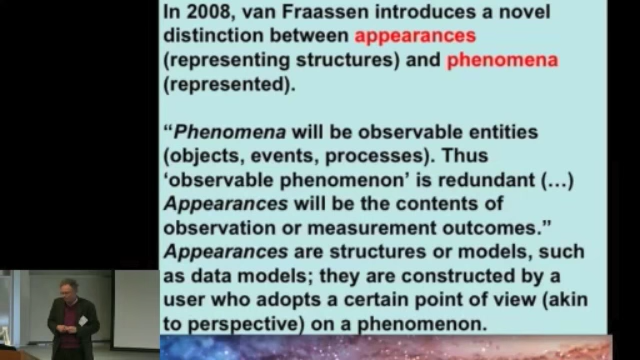 In 2008, van Fraassen introduces a novel
distinction between appearances
(representing structures) and phenomena
(represented).
“Phenomena will be observable entities
(objects, events, processes). Thus
‘observable phenomenon’ is redundant (…)
Appearances will be the contents of
observation or measurement outcomes.”
Appearances are structures or models, such
as data models; they are constructed by a
user who adopts a certain point of view (akin
to perspective) on a phenomenon.